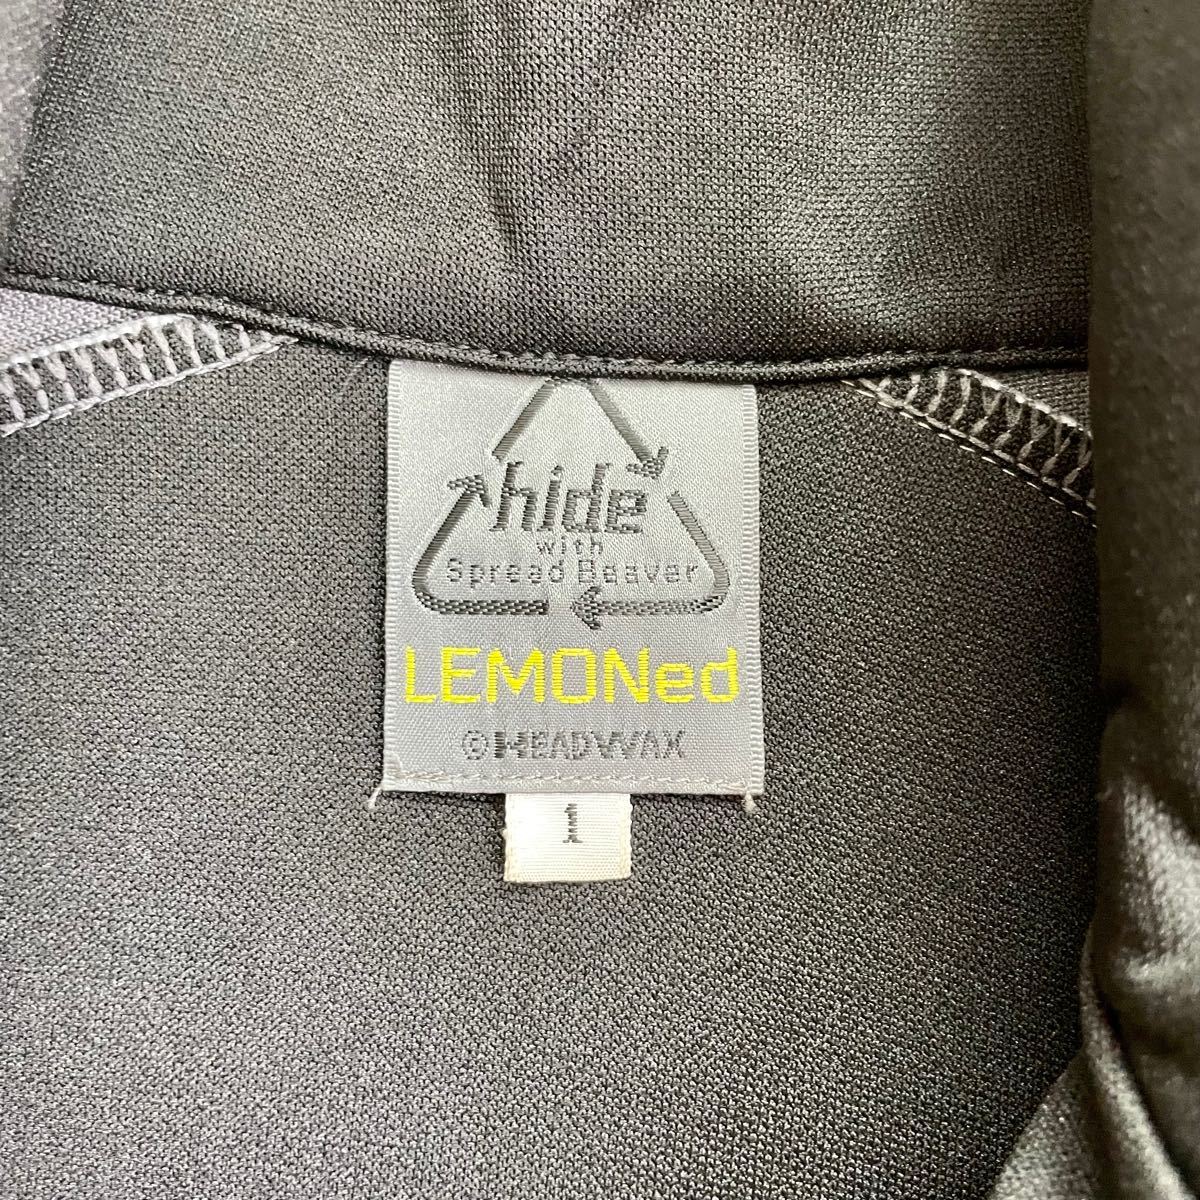 hide
with
Spread Beaver
LEMONed
©HEADWAX
1